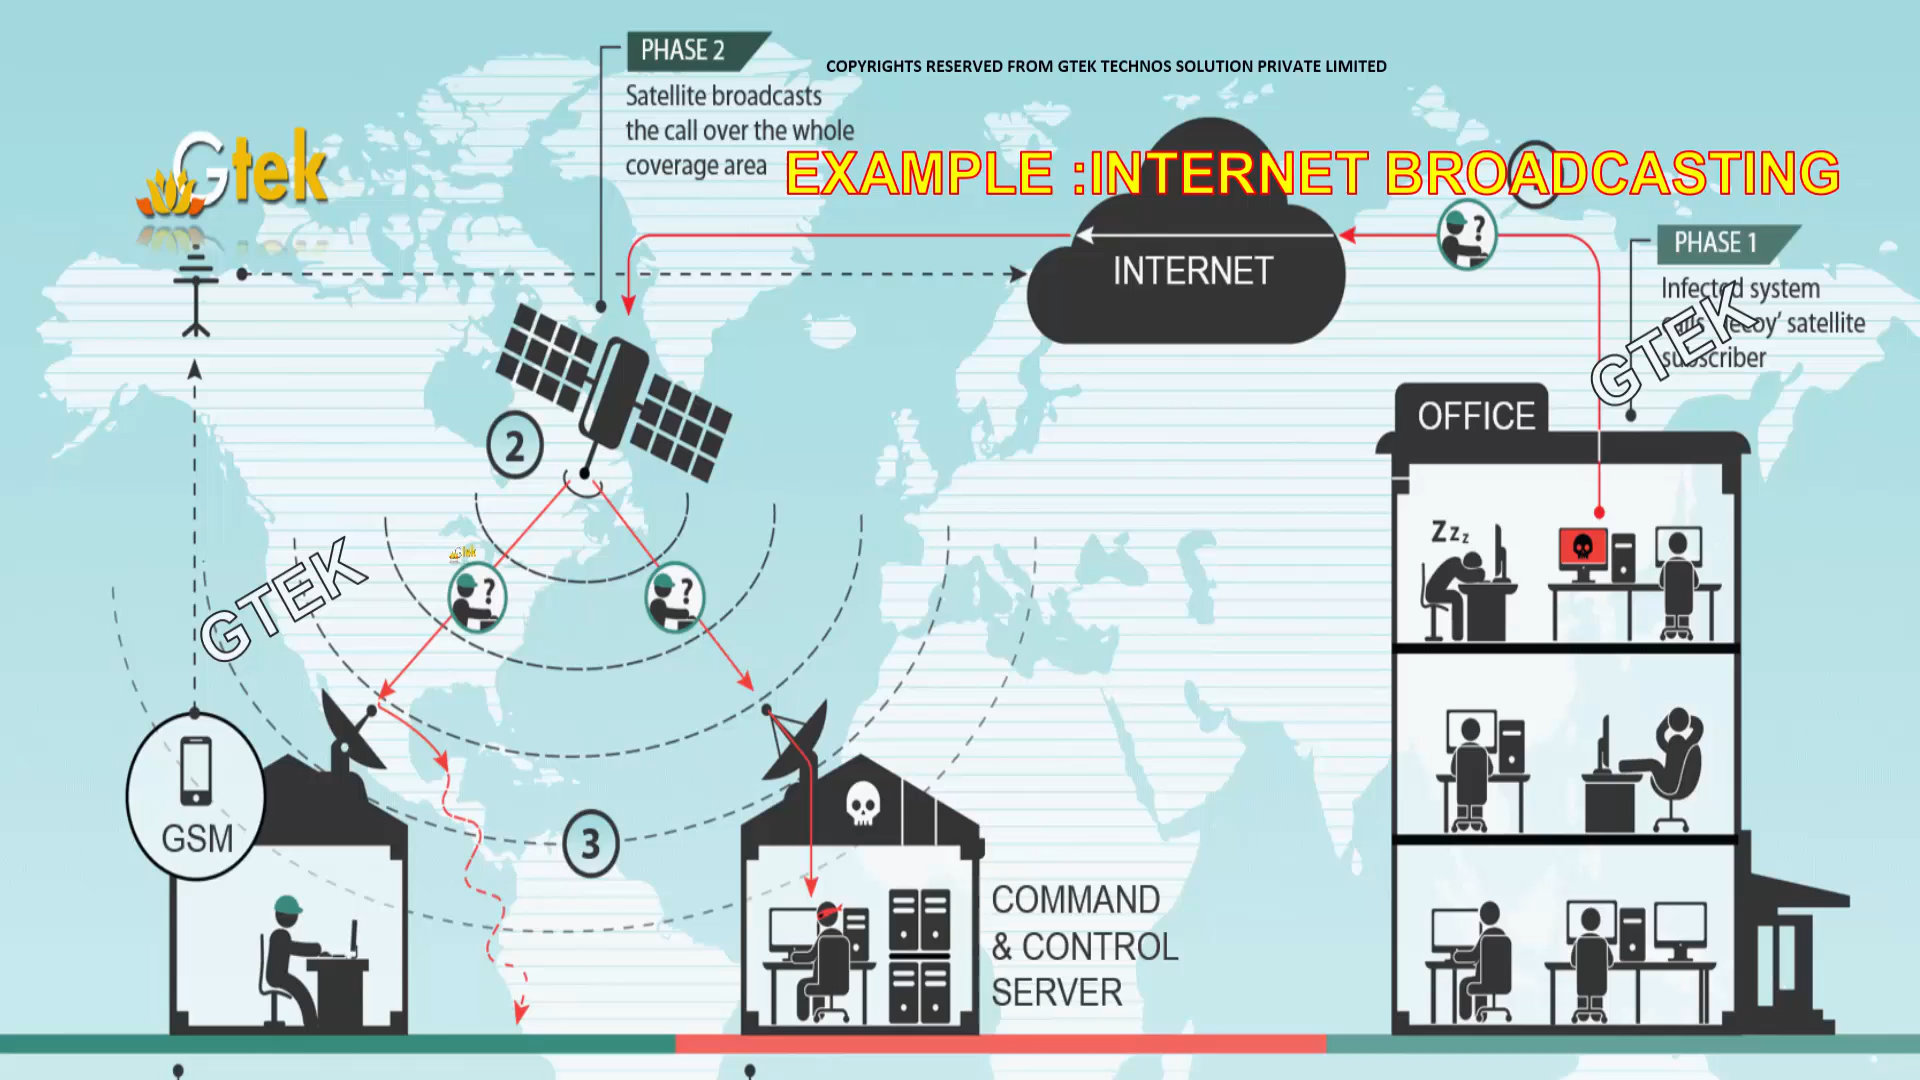 PHASE 2
COPYRIGHTS RESERVED FROM GTEK TECHNOS SOLUTION PRIVATE LIMITED
Satellite broadcasts
the call over the whole
coverage area
Gtek
EXAMPLE :INTERNET BROADCASTING
INTERNET
PHASE 1
Infected system
satellite
GTEK
OFFICE
2
Zzz
?
?
?
Gtek
GTEK
GSM
3
COMMAND
& CONTROL
SERVER